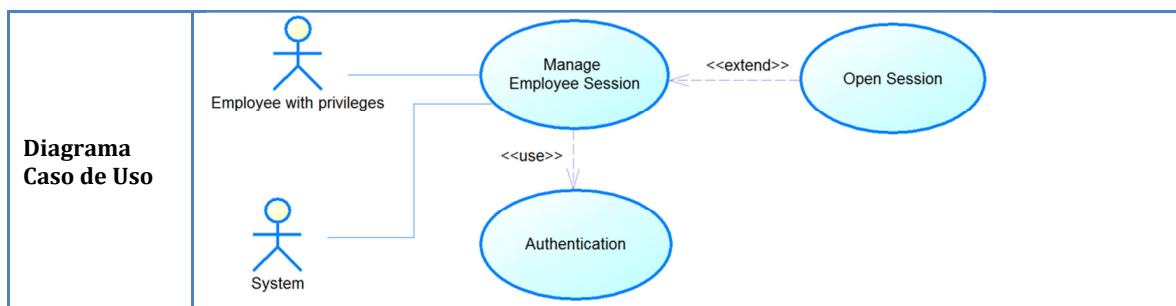 Diagrama
Caso de Uso
Employee with privileges
Manage
Employee Session
<<extend>>
Open Session
<<use>>
System
Authentication